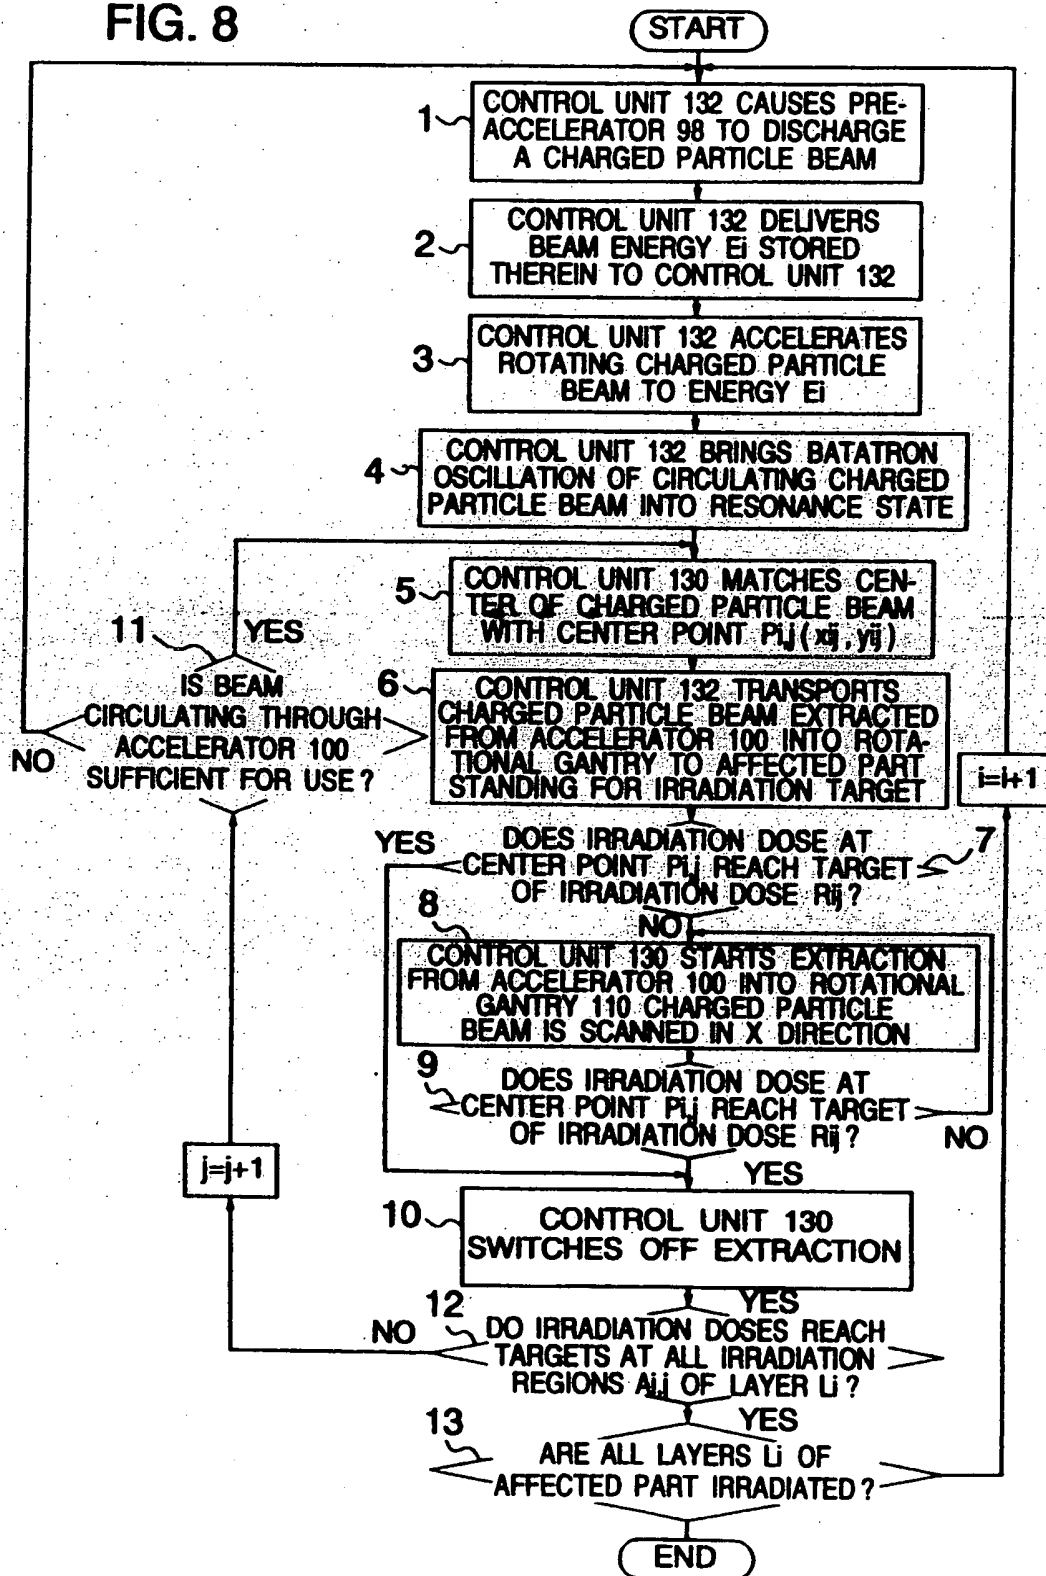 FIG. 8
START
1
CONTROL UNIT 132 CAUSES PRE-
ACCELERATOR 98 TO DISCHARGE
A CHARGED PARTICLE BEAM
2
CONTROL UNIT 132 DELIVERS
BEAM ENERGY Ei STORED
THEREIN TO CONTROL UNIT 132
3
CONTROL UNIT 132 ACCELERATES
ROTATING CHARGED PARTICLE
BEAM TO ENERGY Ei
4
CONTROL UNIT 132 BRINGS BATATRON
OSCILLATION OF CIRCULATING CHARGED
PARTICLE BEAM INTO RESONANCE STATE
5
CONTROL UNIT 130 MATCHES CEN-
TER OF CHARGED PARTICLE BEAM
WITH CENTER POINT Pi,j (xij, yij)
11
YES
IS BEAM
CIRCULATING THROUGH
ACCELERATOR 100
SUFFICIENT FOR USE?
NO
6
CONTROL UNIT 132 TRANSPORTS
CHARGED PARTICLE BEAM EXTRACTED
FROM ACCELERATOR 100 INTO ROTA-
TIONAL GANTRY TO AFFECTED PART
STANDING FOR IRRADIATION TARGET
i=i+1
YES
7
DOES IRRADIATION DOSE AT
CENTER POINT Pi,j REACH TARGET
OF IRRADIATION DOSE Rij?
NO
8
CONTROL UNIT 130 STARTS EXTRACTION
FROM ACCELERATOR 100 INTO ROTATIONAL
GANTRY 110 CHARGED PARTICLE
BEAM IS SCANNED IN X DIRECTION
9
DOES IRRADIATION DOSE AT
CENTER POINT Pi,j REACH TARGET
OF IRRADIATION DOSE Rij?
NO
YES
j=j+1
10
CONTROL UNIT 130
SWITCHES OFF EXTRACTION
YES
12
NO
DO IRRADIATION DOSES REACH
TARGETS AT ALL IRRADIATION
REGIONS Ai,j OF LAYER Li?
YES
13
ARE ALL LAYERS Li OF
AFFECTED PART IRRADIATED?
END